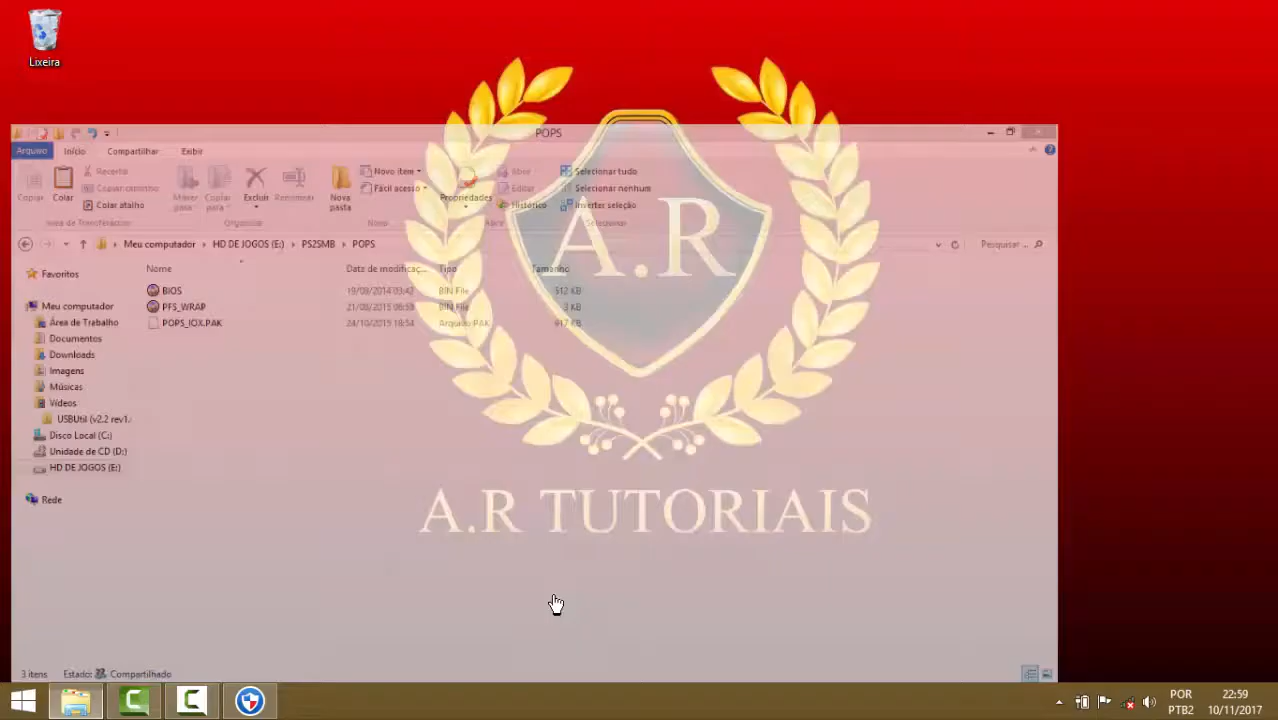 Lixeira
POPS
Arquivo Início Compartilhar Exibir
Copiar
Colar
Recortar
Copiar caminho
Colar atalho
Mover para
Copiar para
Excluir
Renomear
Nova pasta
Novo item
Fácil acesso
Propriedades
Abrir
Editar
Histórico
Selecionar tudo
Selecionar nenhum
Inverter seleção
Área de Transferência Organizar Novo Abrir Selecionar
Meu computador HD DE JOGOS (E:) PS2SMB POPS
Pesquisar ...
Nome Data de modificaç... Tipo Tamanho
BIOS 19/08/2014 03:42 BIN File 512 KB
PFS_WRAP 21/08/2015 06:58 BIN File 3 KB
POPS_IOX.PAK 24/10/2015 18:54 Arquivo PAK 917 KB
Favoritos
Meu computador
Área de Trabalho
Documentos
Downloads
Imagens
Músicas
Vídeos
USBUtil (v2.2 rev1.
Disco Local (C:)
Unidade de CD (D:)
HD DE JOGOS (E:)
Rede
A.R
A.R TUTORIAIS
3 itens Estado: Compartilhado
POR
PTB2
22:59
10/11/2017